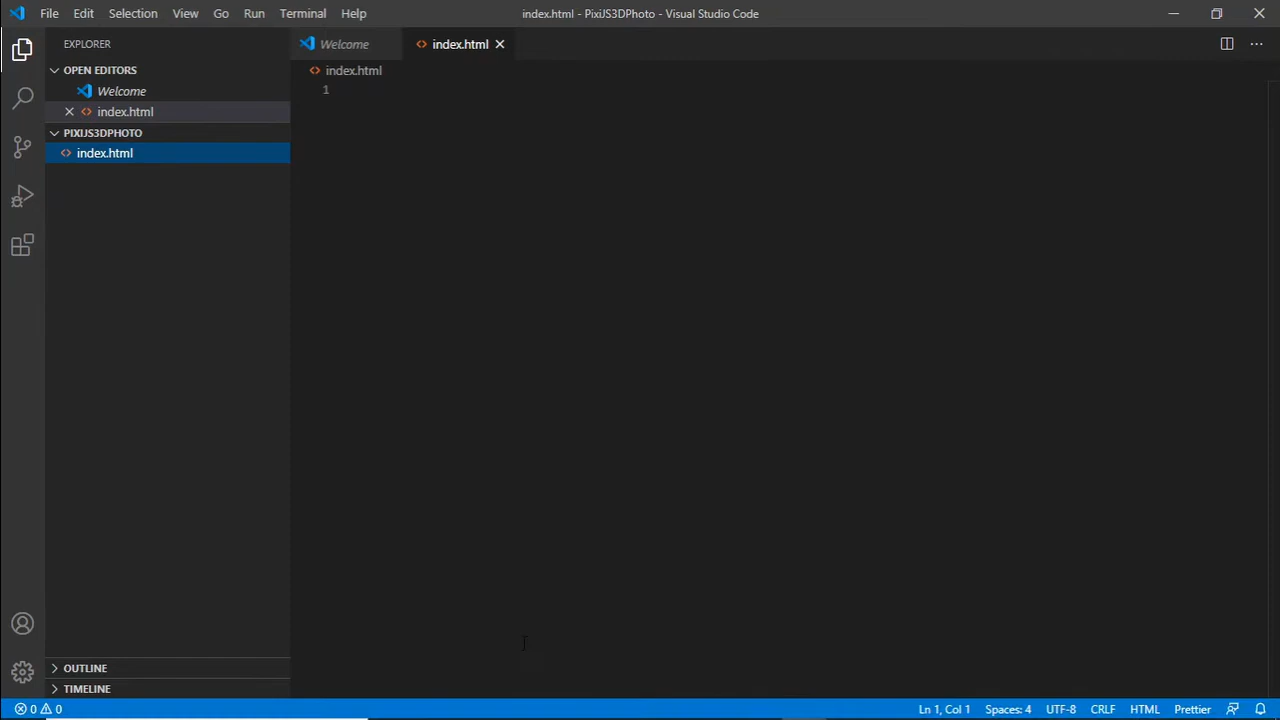 File Edit Selection View Go Run Terminal Help index.html - PixiJS3DPhoto - Visual Studio Code
EXPLORER
OPEN EDITORS
Welcome
index.html
PIXIJS3DPHOTO
index.html
OUTLINE
TIMELINE
Welcome index.html
index.html
1
0 0 Ln 1, Col 1 Spaces: 4 UTF-8 CRLF HTML Prettier